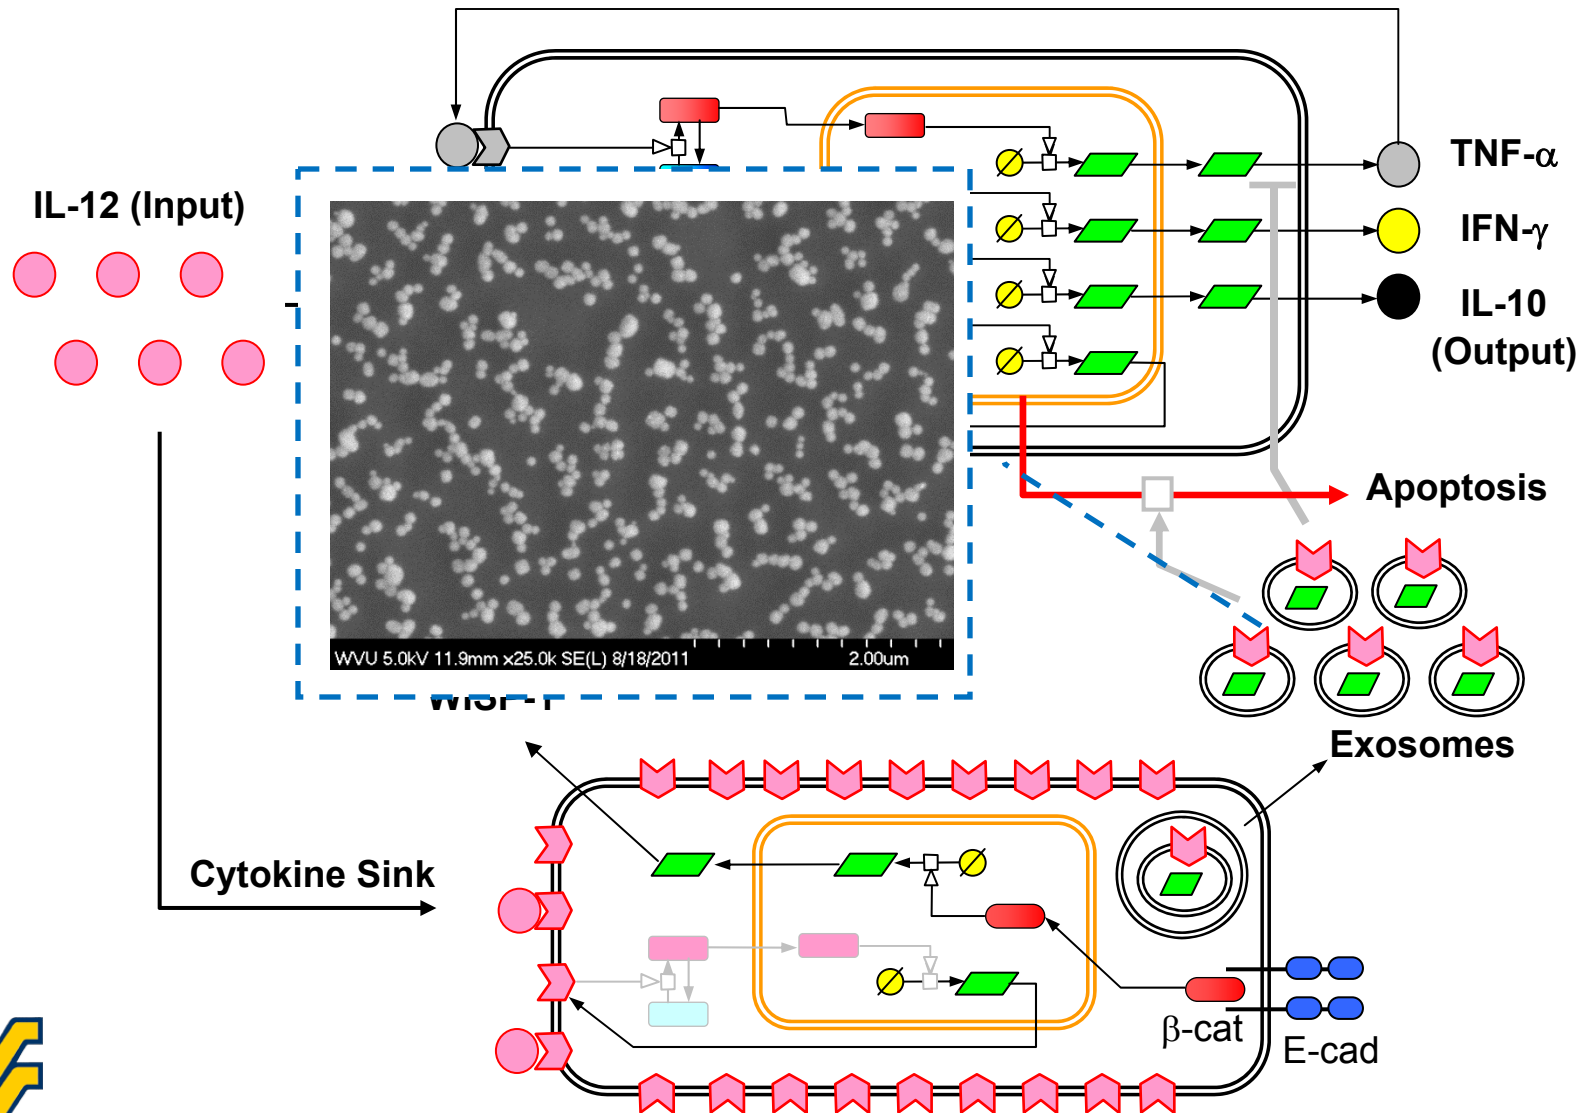 TNF-α
IL-12 (Input)
IFN-γ
IL-10
(Output)
Apoptosis
WVU 5.0kV 11.9mm x25.0k SE(L) 8/18/2011
2.00um
Exosomes
Cytokine Sink
β-cat
E-cad